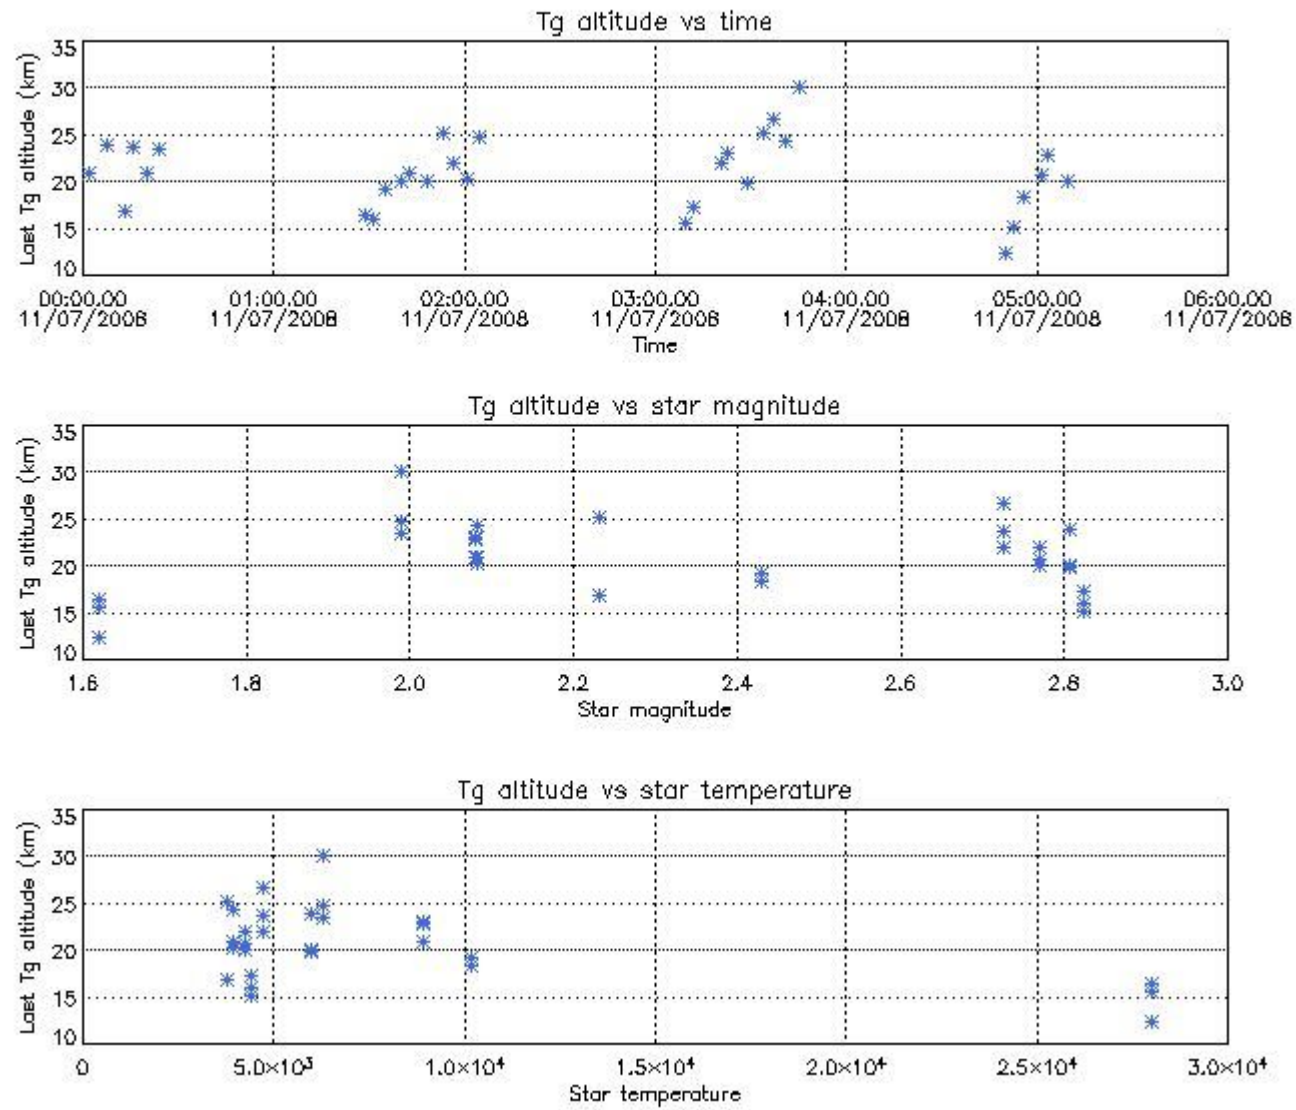 Tg altitude vs time
Last Tg altitude (km)
35
30
25
20
15
10
00:00.00 01:00.00 02:00.00 03:00.00 04:00.00 05:00.00 06:00.00
11/07/2008 11/07/2008 11/07/2008 11/07/2008 11/07/2008 11/07/2008 11/07/2008
Time
Tg altitude vs star magnitude
Last Tg altitude (km)
35
30
25
20
15
10
1.6 1.8 2.0 2.2 2.4 2.6 2.8 3.0
Star magnitude
Tg altitude vs star temperature
Last Tg altitude (km)
35
30
25
20
15
10
0 5.0×10³ 1.0×10⁴ 1.5×10⁴ 2.0×10⁴ 2.5×10⁴ 3.0×10⁴
Star temperature